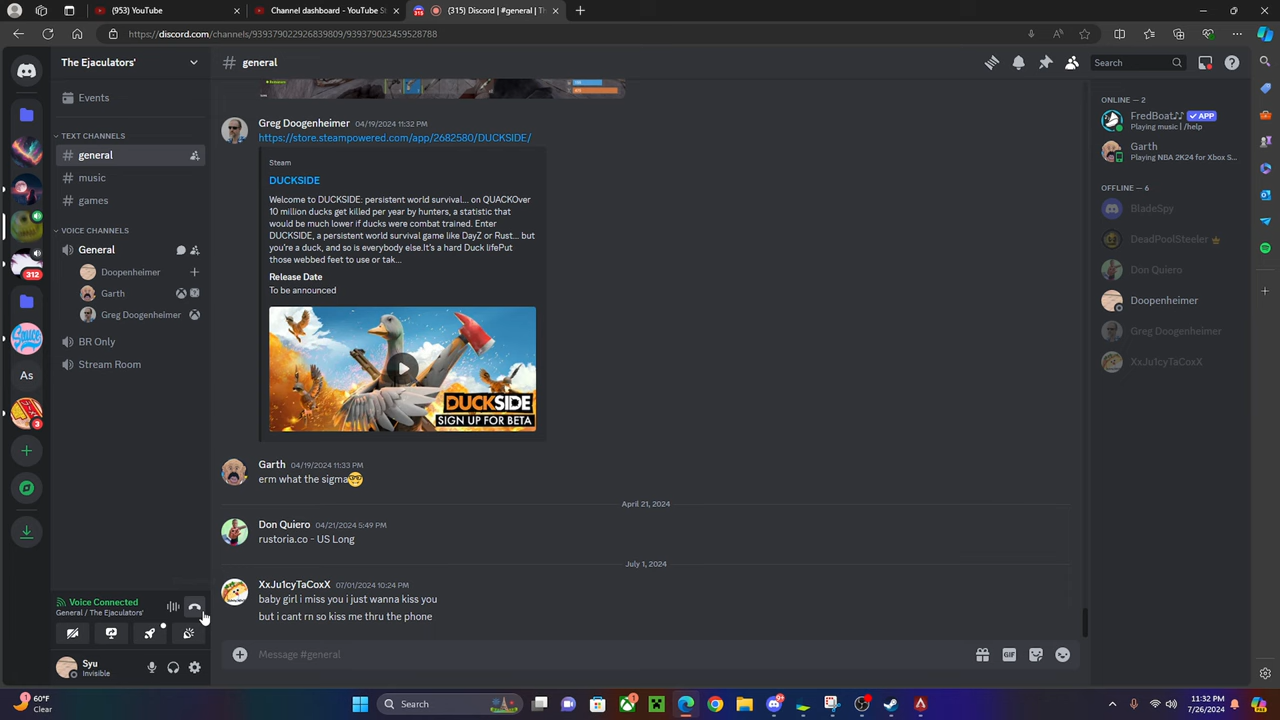 (953) YouTube
Channel dashboard - YouTube St
(315) Discord | #general | Th
https://discord.com/channels/939379022926839809/939379023459528788
The Ejaculators'
# general
Search
Events
TEXT CHANNELS
# general
# music
# games
VOICE CHANNELS
General
Doopenheimer
Garth
Greg Doogenheimer
BR Only
Stream Room
312
As
3
Greg Doogenheimer 04/19/2024 11:32 PM
https://store.steampowered.com/app/2682580/DUCKSIDE/
Steam
DUCKSIDE
Welcome to DUCKSIDE: persistent world survival... on QUACKOver
10 million ducks get killed per year by hunters, a statistic that
would be much lower if ducks were combat trained. Enter
DUCKSIDE, a persistent world survival game like DayZ or Rust... but
you're a duck, and so is everybody else.It's a hard Duck lifePut
those webbed feet to use or tak...
Release Date
To be announced
DUCKSIDE
SIGN UP FOR BETA
Garth 04/19/2024 11:33 PM
erm what the sigma
April 21, 2024
Don Quiero 04/21/2024 5:49 PM
rustoria.co - US Long
July 1, 2024
XxJu1cyTaCoxX 07/01/2024 10:24 PM
baby girl i miss you i just wanna kiss you
but i cant rn so kiss me thru the phone
Message #general
GIF
ONLINE — 2
FredBoat♪♪ ✓ APP
Playing music | /help
Garth
Playing NBA 2K24 for Xbox S...
OFFLINE — 6
BladeSpy
DeadPoolSteeler
Don Quiero
Doopenheimer
Greg Doogenheimer
XxJu1cyTaCoxX
Voice Connected
General / The Ejaculators'
Syu
Invisible
60°F
Clear
Search
11:32 PM
7/26/2024